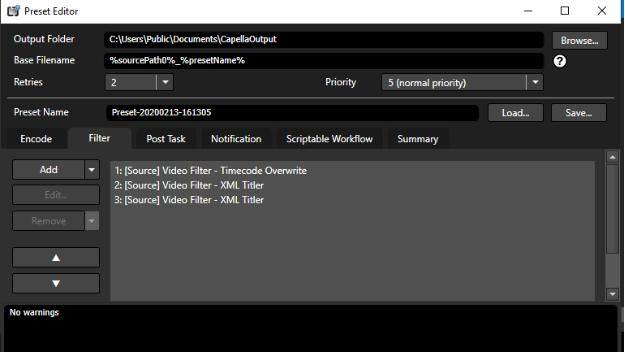 Preset Editor
Output Folder C:\Users\Public\Documents\CapellaOutput Browse...
Base Filename %sourcePath0%_%presetName% ?
Retries 2 Priority 5 (normal priority)
Preset Name Preset-20200213-161305 Load... Save...
Encode Filter Post Task Notification Scriptable Workflow Summary
Add
Edit...
Remove
1: [Source] Video Filter - Timecode Overwrite
2: [Source] Video Filter - XML Titler
3: [Source] Video Filter - XML Titler
No warnings